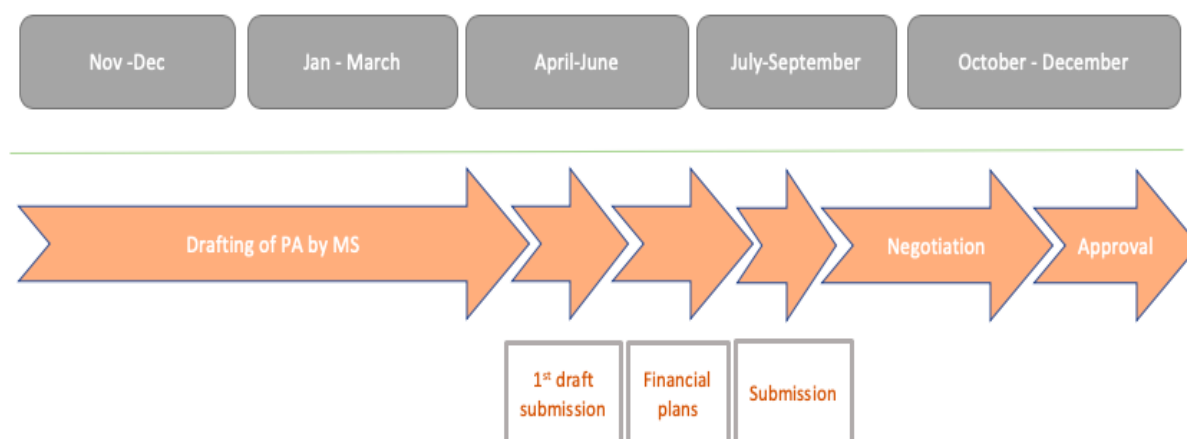 Nov -Dec
Jan - March
April-June
July-September
October - December
Drafting of PA by MS
Negotiation
Approval
1st draft
submission
Financial
plans
Submission